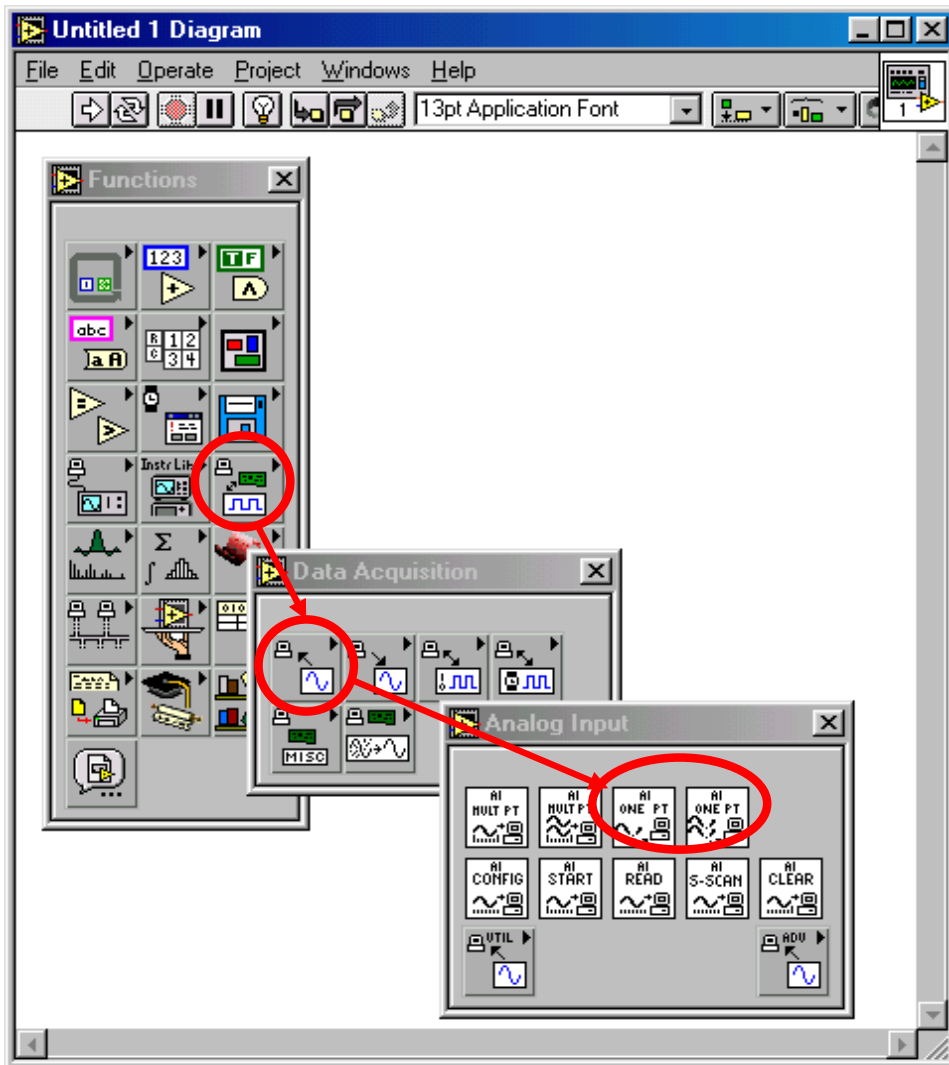 Untitled 1 Diagram
File Edit Operate Project Windows Help
13pt Application Font
1
Functions
123
TF
abc
a A
R 1 2
C 3 4
Instr Lib
Σ
∫
Data Acquisition
MISC
Analog Input
AI MULT PT
AI MULT PT
AI ONE PT
AI ONE PT
AI CONFIG
AI START
AI READ
AI S-SCAN
AI CLEAR
UTIL
ADV